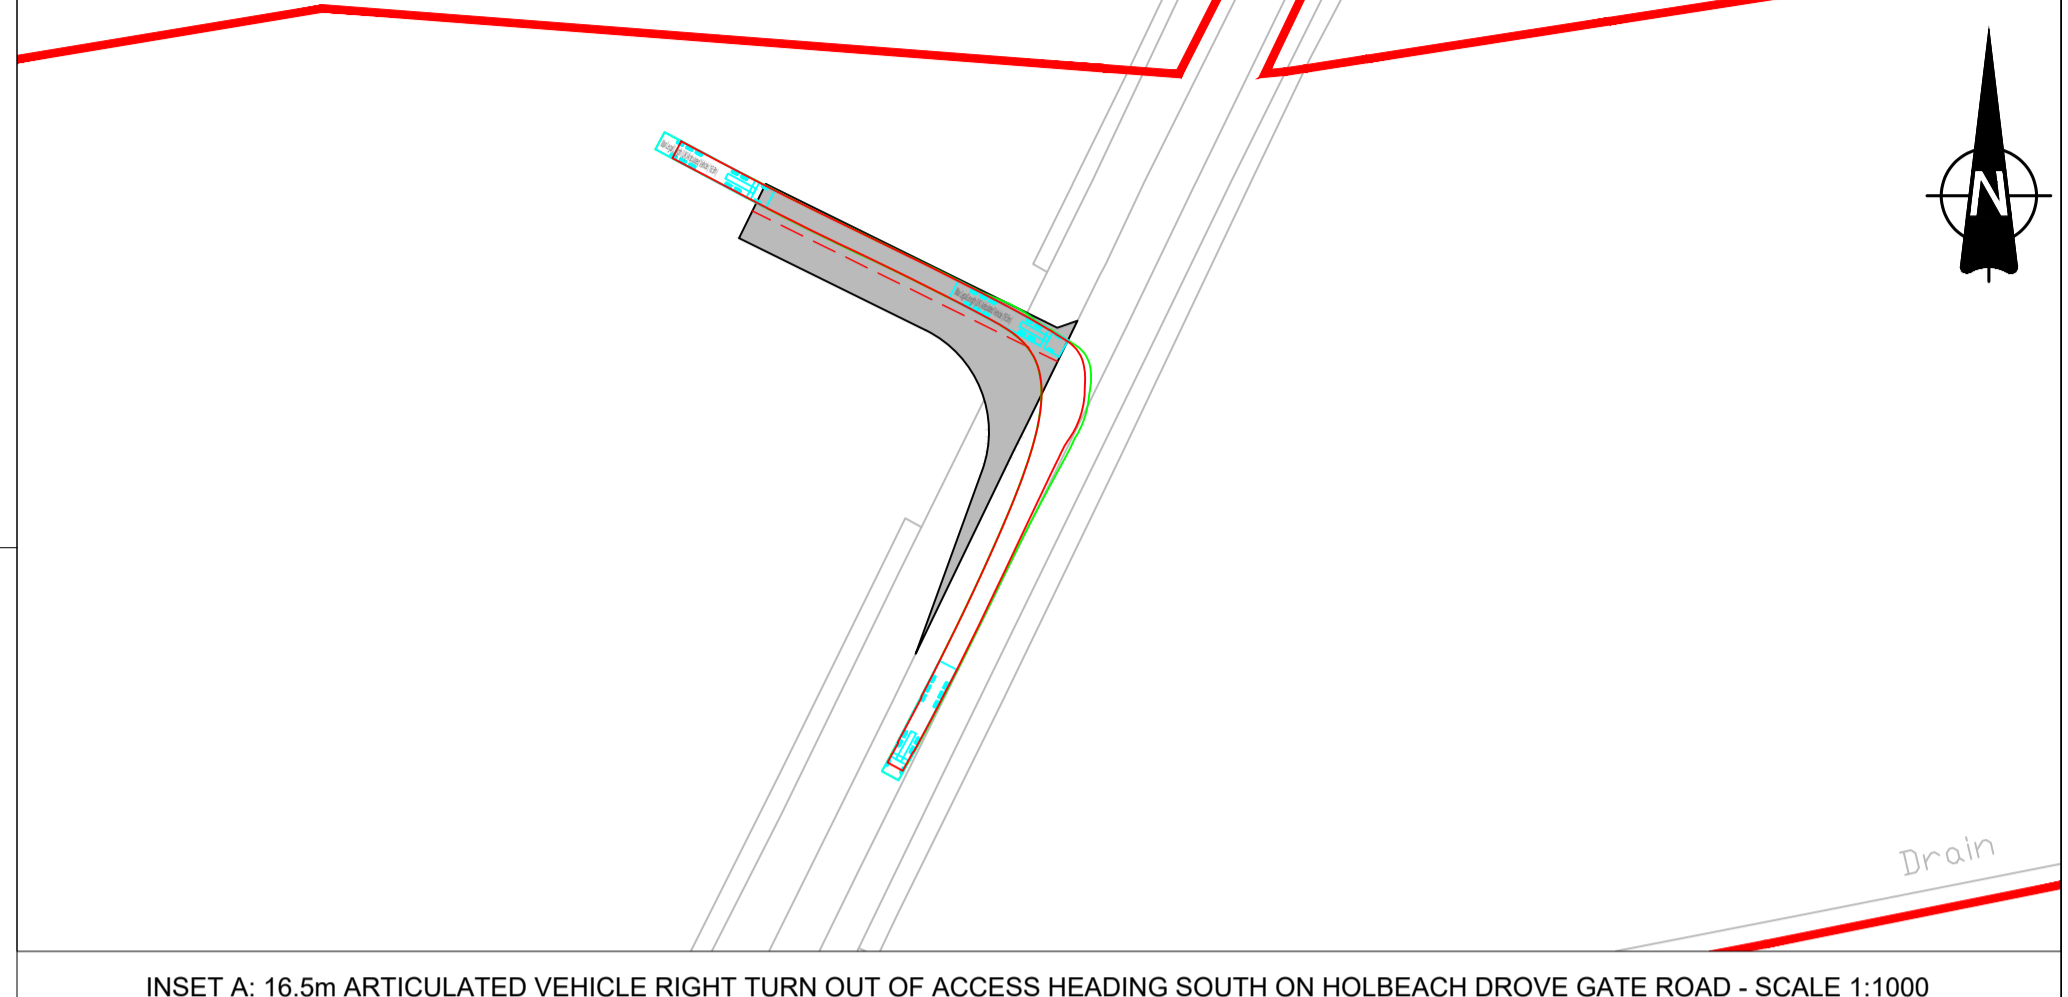 N
Drain
INSET A: 16.5m ARTICULATED VEHICLE RIGHT TURN OUT OF ACCESS HEADING SOUTH ON HOLBEACH DROVE GATE ROAD - SCALE 1:1000